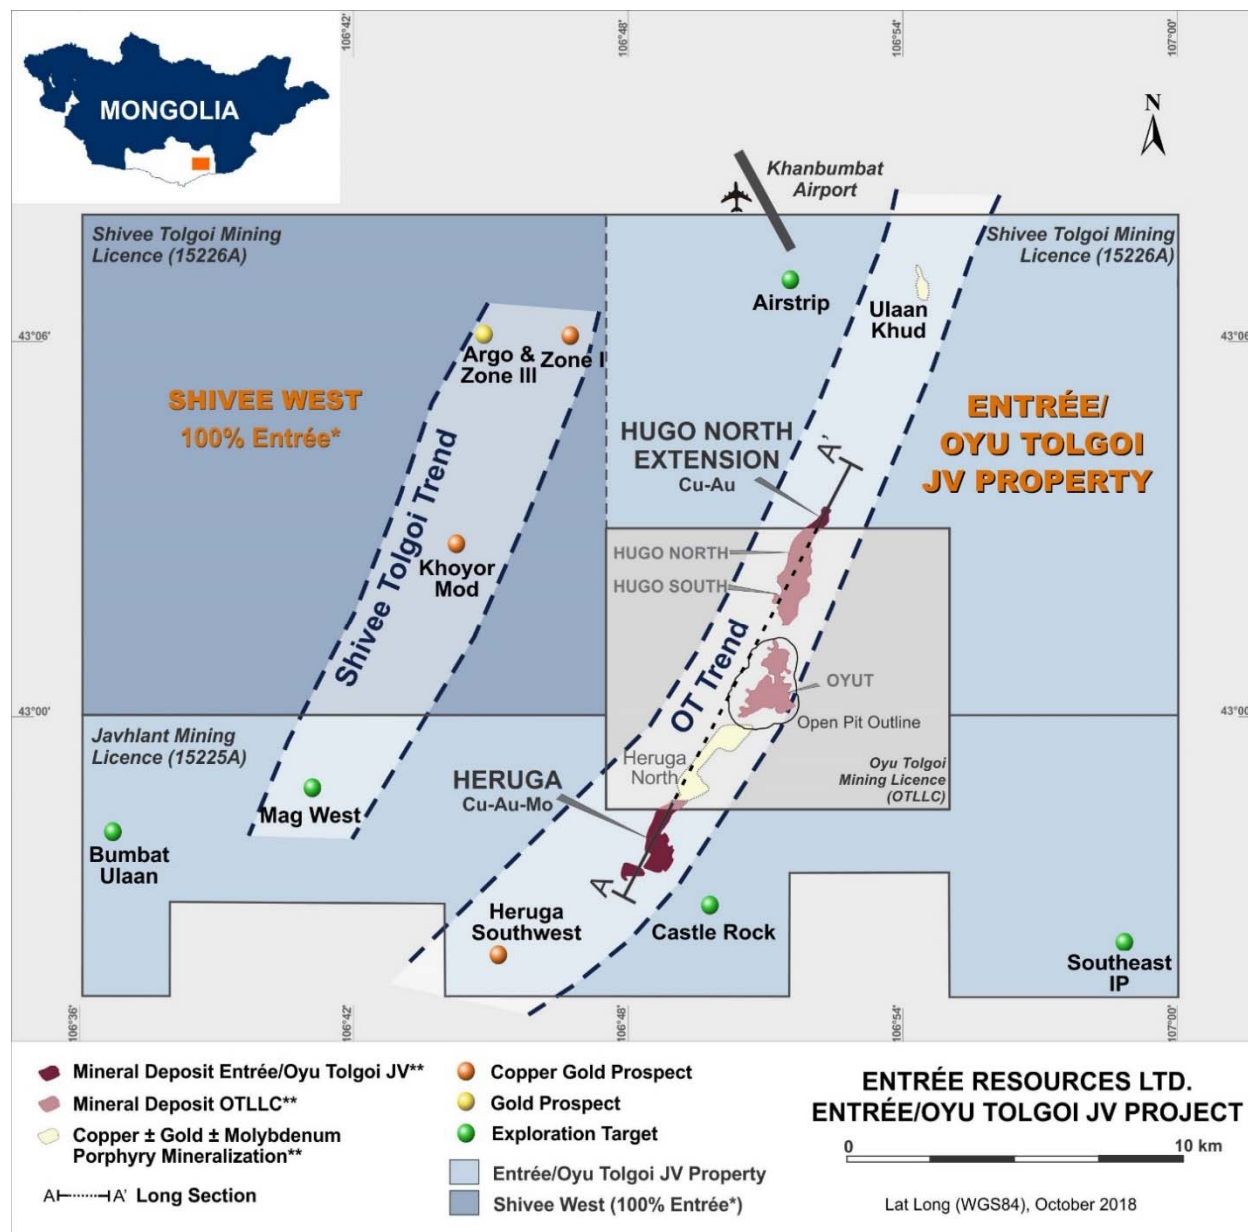 106°42'
106°48'
106°54'
107°00'
MONGOLIA
N
Khanbumbat
Airport
Shivee Tolgoi Mining
Licence (15226A)
Shivee Tolgoi Mining
Licence (15226A)
Airstrip
Ulaan
Khud
43°06'
43°06'
Argo &
Zone III
Zone I
SHIVEE WEST
100% Entrée*
ENTRÉE/
OYU TOLGOI
JV PROPERTY
HUGO NORTH
EXTENSION
Cu-Au
A'
Shivee Tolgoi Trend
Khoyor
Mod
HUGO NORTH
HUGO SOUTH
OT Trend
OYUT
Open Pit Outline
43°00'
43°00'
Javhlant Mining
Licence (15225A)
Heruga
North
Oyu Tolgoi
Mining Licence
(OTLLC)
HERUGA
Cu-Au-Mo
Mag West
Bumbat
Ulaan
A
Heruga
Southwest
Castle Rock
Southeast
IP
106°36'
106°42'
106°48'
106°54'
107°00'
Mineral Deposit Entrée/Oyu Tolgoi JV**
Mineral Deposit OTLLC**
Copper ± Gold ± Molybdenum
Porphyry Mineralization**
A A' Long Section
Copper Gold Prospect
Gold Prospect
Exploration Target
Entrée/Oyu Tolgoi JV Property
Shivee West (100% Entrée*)
ENTRÉE RESOURCES LTD.
ENTRÉE/OYU TOLGOI JV PROJECT
0 10 km
Lat Long (WGS84), October 2018